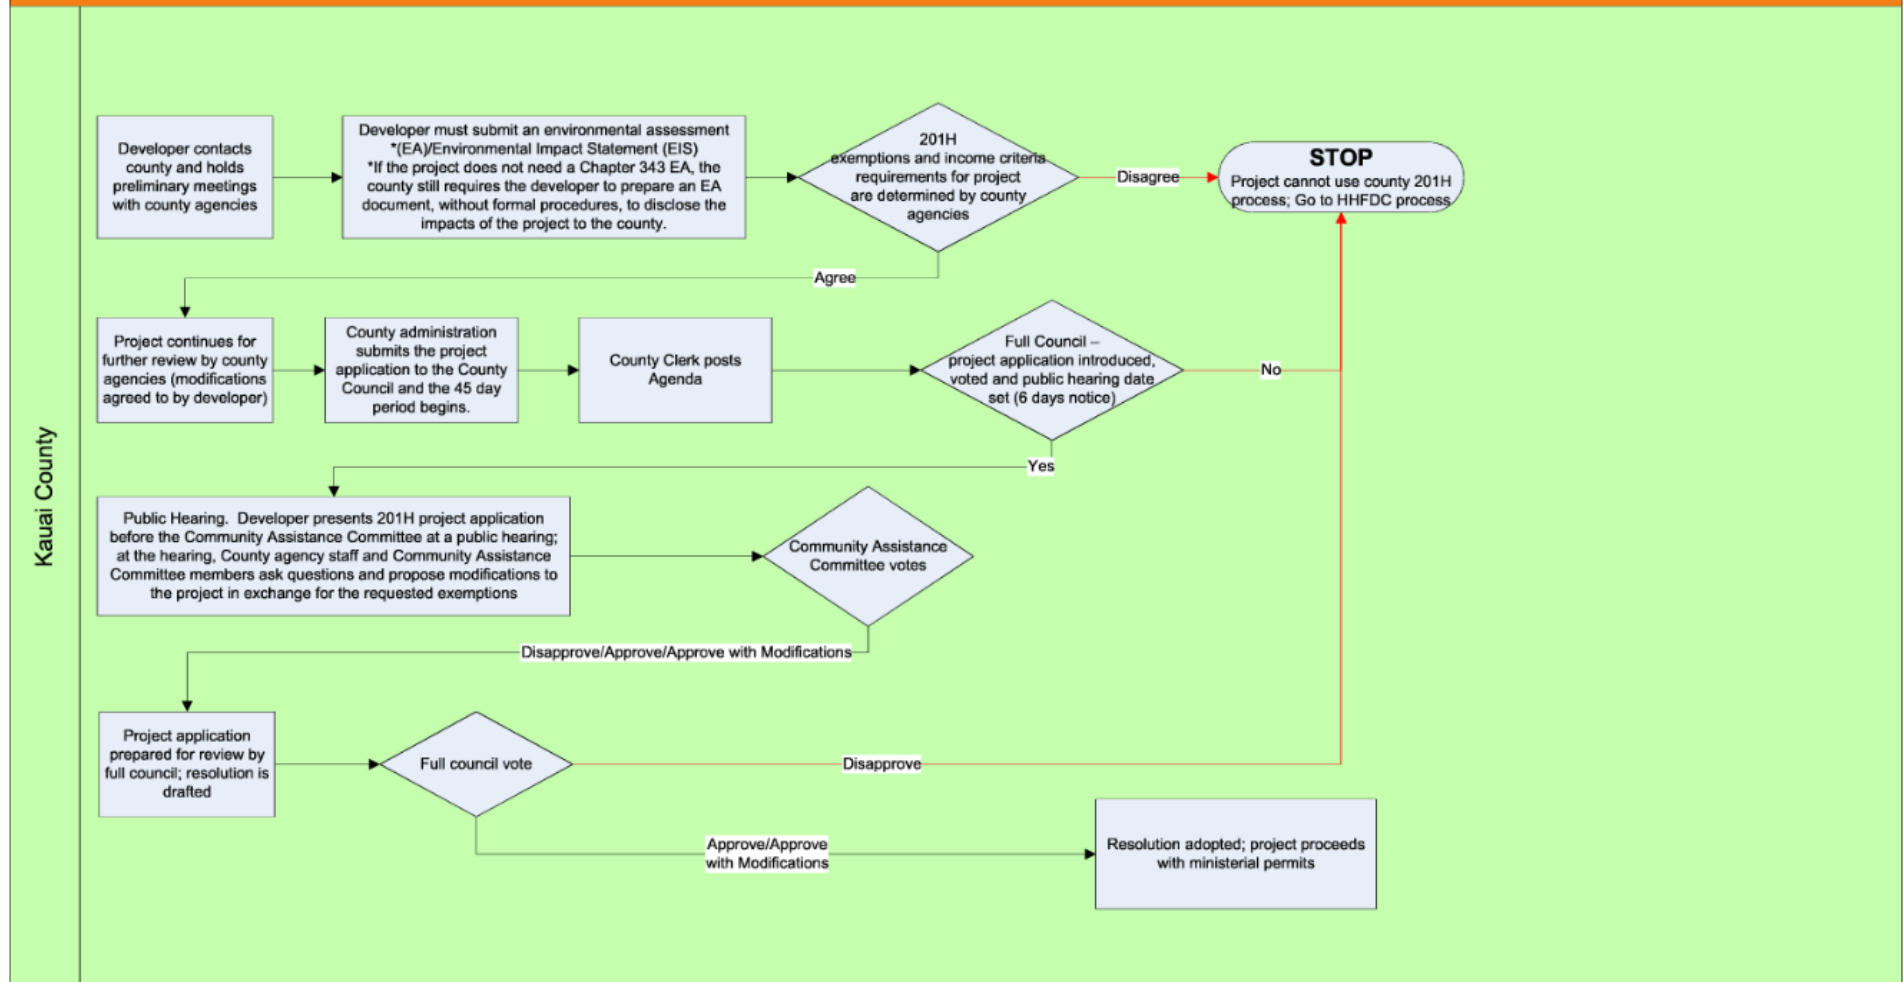 Kauai County
Developer contacts
county and holds
preliminary meetings
with county agencies
Developer must submit an environmental assessment
*(EA)/Environmental Impact Statement (EIS)
*If the project does not need a Chapter 343 EA, the
county still requires the developer to prepare an EA
document, without formal procedures, to disclose the
impacts of the project to the county.
201H
exemptions and income criteria
requirements for project
are determined by county
agencies
Disagree
STOP
Project cannot use county 201H
process; Go to HHFDC process
Agree
Project continues for
further review by county
agencies (modifications
agreed to by developer)
County administration
submits the project
application to the County
Council and the 45 day
period begins.
County Clerk posts
Agenda
Full Council –
project application introduced,
voted and public hearing date
set (6 days notice)
No
Yes
Public Hearing.  Developer presents 201H project application
before the Community Assistance Committee at a public hearing;
at the hearing, County agency staff and Community Assistance
Committee members ask questions and propose modifications to
the project in exchange for the requested exemptions
Community Assistance
Committee votes
Disapprove/Approve/Approve with Modifications
Project application
prepared for review by
full council; resolution is
drafted
Full council vote
Disapprove
Approve/Approve
with Modifications
Resolution adopted; project proceeds
with ministerial permits